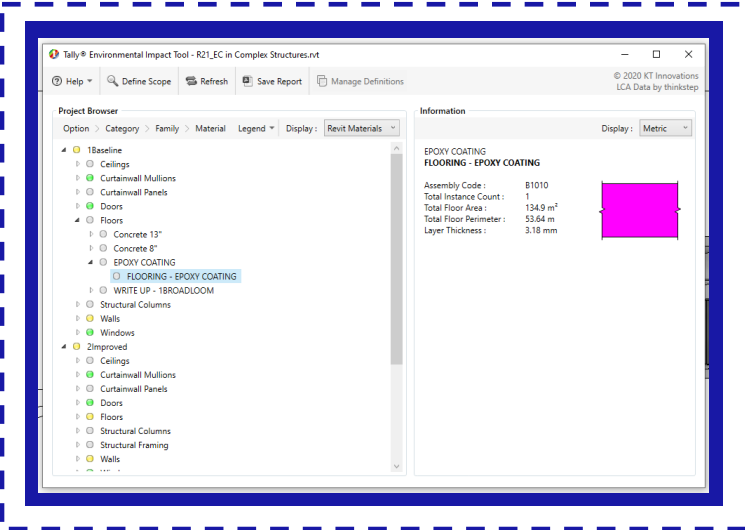 Tally® Environmental Impact Tool - R21_EC in Complex Structures.rvt
Help
Define Scope
Refresh
Save Report
Manage Definitions
© 2020 KT Innovations
LCA Data by thinkstep
Project Browser
Option > Category > Family > Material Legend Display : Revit Materials
1Baseline
Ceilings
Curtainwall Mullions
Curtainwall Panels
Doors
Floors
Concrete 13"
Concrete 8"
EPOXY COATING
FLOORING - EPOXY COATING
WRITE UP - 1BROADLOOM
Structural Columns
Walls
Windows
2Improved
Ceilings
Curtainwall Mullions
Curtainwall Panels
Doors
Floors
Structural Columns
Structural Framing
Walls
Information
Display : Metric
EPOXY COATING
FLOORING - EPOXY COATING
Assembly Code : B1010
Total Instance Count : 1
Total Floor Area : 134.9 m²
Total Floor Perimeter : 53.64 m
Layer Thickness : 3.18 mm